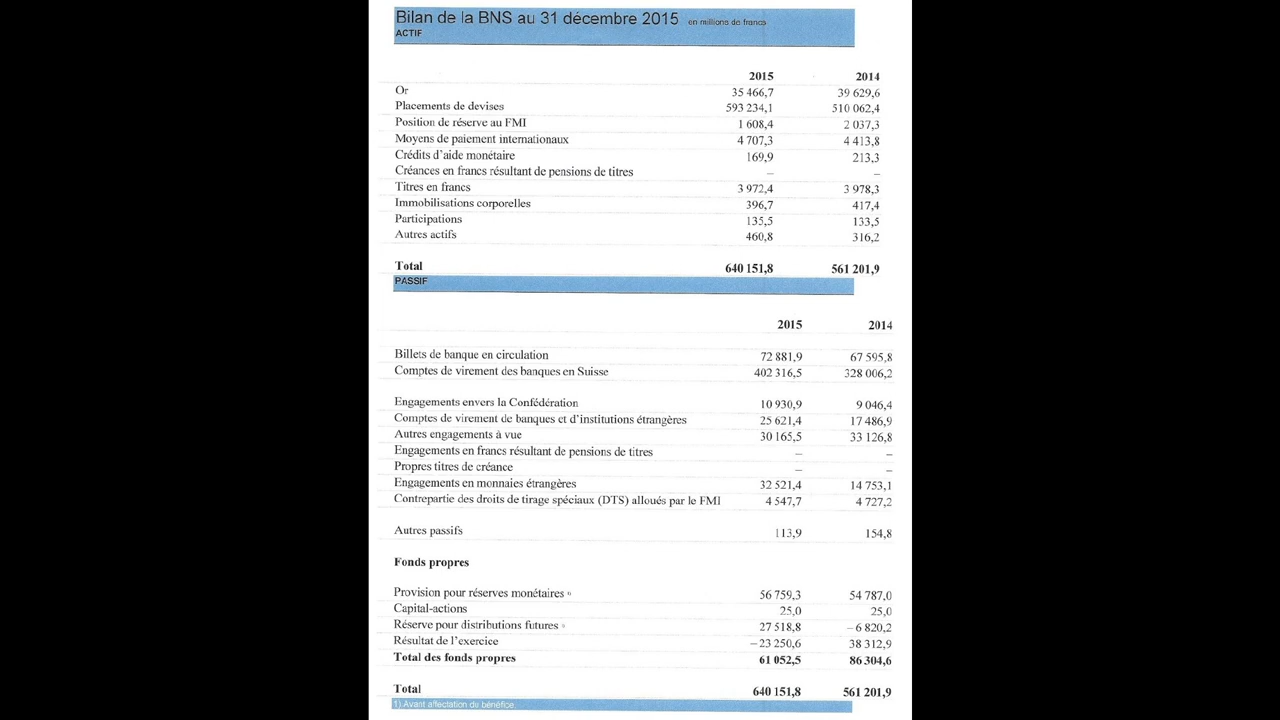 Bilan de la BNS au 31 décembre 2015 en millions de francs
ACTIF
2015 2014
Or 35 466,7 39 629,6
Placements de devises 593 234,1 510 062,4
Position de réserve au FMI 1 608,4 2 037,3
Moyens de paiement internationaux 4 707,3 4 413,8
Crédits d'aide monétaire 169,9 213,3
Créances en francs résultant de pensions de titres – –
Titres en francs 3 972,4 3 978,3
Immobilisations corporelles 396,7 417,4
Participations 135,5 133,5
Autres actifs 460,8 316,2
Total 640 151,8 561 201,9
PASSIF
2015 2014
Billets de banque en circulation 72 881,9 67 595,8
Comptes de virement des banques en Suisse 402 316,5 328 006,2
Engagements envers la Confédération 10 930,9 9 046,4
Comptes de virement de banques et d'institutions étrangères 25 621,4 17 486,9
Autres engagements à vue 30 165,5 33 126,8
Engagements en francs résultant de pensions de titres – –
Propres titres de créance – –
Engagements en monnaies étrangères 32 521,4 14 753,1
Contrepartie des droits de tirage spéciaux (DTS) alloués par le FMI 4 547,7 4 727,2
Autres passifs 113,9 154,8
Fonds propres
Provision pour réserves monétaires ¹⁾ 56 759,3 54 787,0
Capital-actions 25,0 25,0
Réserve pour distributions futures ¹⁾ 27 518,8 –6 820,2
Résultat de l'exercice –23 250,6 38 312,9
Total des fonds propres 61 052,5 86 304,6
Total 640 151,8 561 201,9
1) Avant affectation du bénéfice.